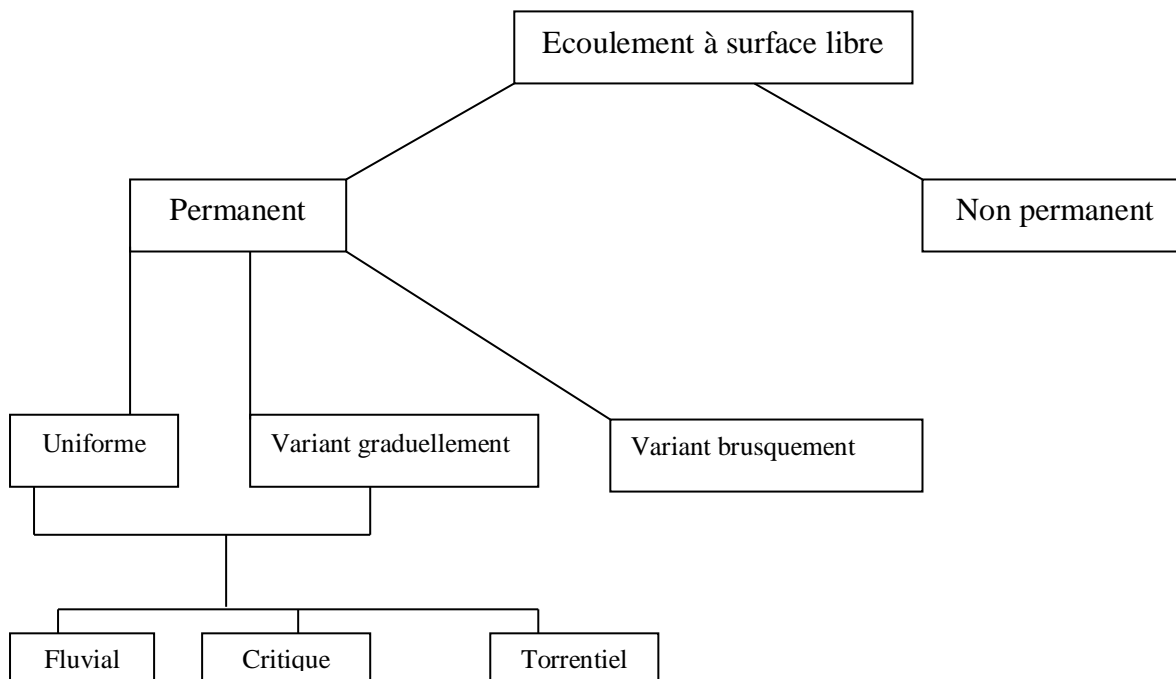 Ecoulement à surface libre
Permanent
Non permanent
Uniforme
Variant graduellement
Variant brusquement
Fluvial
Critique
Torrentiel